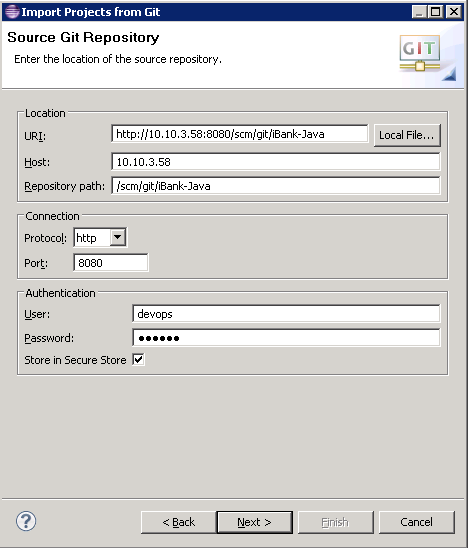 Import Projects from Git
Source Git Repository
Enter the location of the source repository.
GIT
Location
URI: http://10.10.3.58:8080/scm/git/iBank-Java Local File...
Host: 10.10.3.58
Repository path: /scm/git/iBank-Java
Connection
Protocol: http
Port: 8080
Authentication
User: devops
Password: ●●●●●●
Store in Secure Store
? < Back Next > Finish Cancel